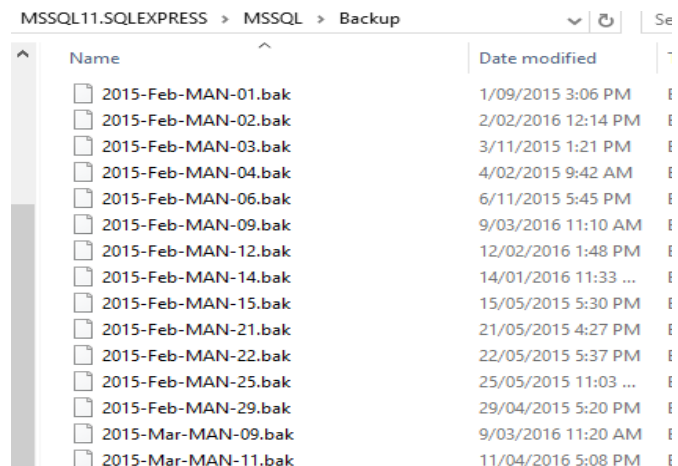 MSSQL11.SQLEXPRESS > MSSQL > Backup Se
Name Date modified
2015-Feb-MAN-01.bak 1/09/2015 3:06 PM
2015-Feb-MAN-02.bak 2/02/2016 12:14 PM
2015-Feb-MAN-03.bak 3/11/2015 1:21 PM
2015-Feb-MAN-04.bak 4/02/2015 9:42 AM
2015-Feb-MAN-06.bak 6/11/2015 5:45 PM
2015-Feb-MAN-09.bak 9/03/2016 11:10 AM
2015-Feb-MAN-12.bak 12/02/2016 1:48 PM
2015-Feb-MAN-14.bak 14/01/2016 11:33 ...
2015-Feb-MAN-15.bak 15/05/2015 5:30 PM
2015-Feb-MAN-21.bak 21/05/2015 4:27 PM
2015-Feb-MAN-22.bak 22/05/2015 5:37 PM
2015-Feb-MAN-25.bak 25/05/2015 11:03 ...
2015-Feb-MAN-29.bak 29/04/2015 5:20 PM
2015-Mar-MAN-09.bak 9/03/2016 11:20 AM
2015-Mar-MAN-11.bak 11/04/2016 5:08 PM